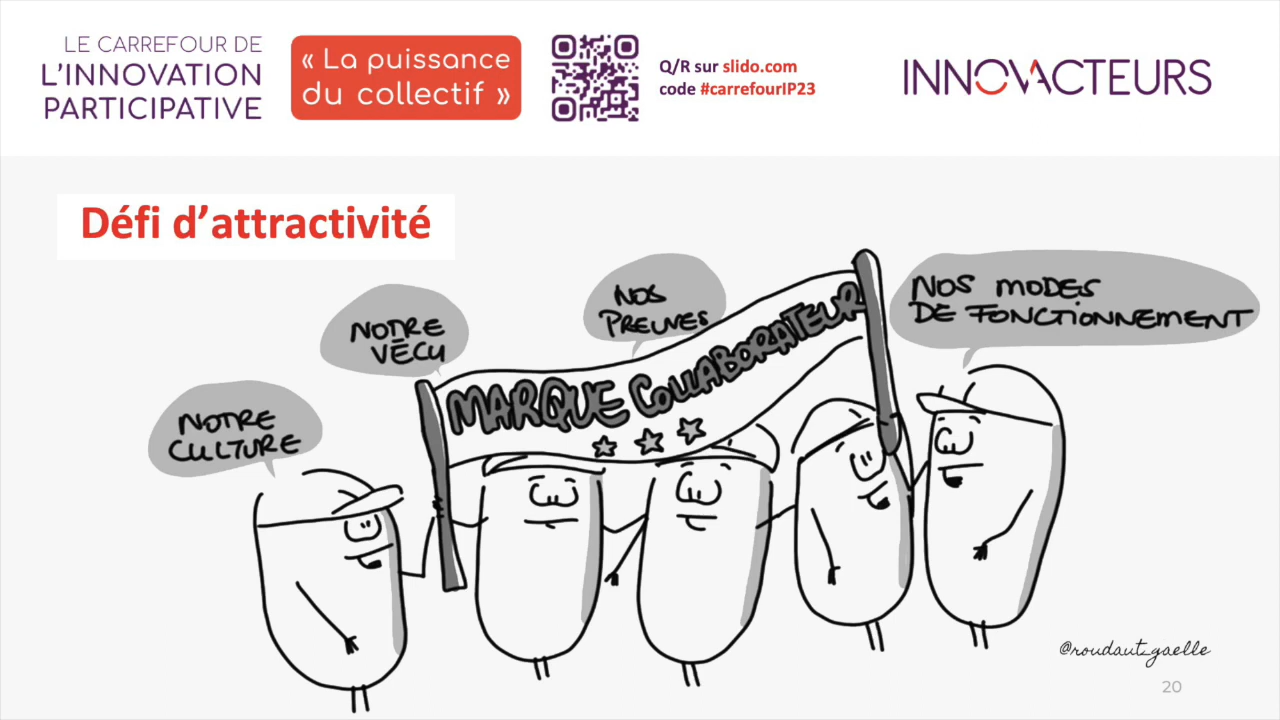 LE CARREFOUR DE
L'INNOVATION
PARTICIPATIVE
« La puissance
du collectif »
Q/R sur slido.com
code #carrefourIP23
INNOVACTEURS
Défi d'attractivité
NOTRE
CULTURE
NOTRE
VÉCU
NOS
PREUVES
NOS MODES
DE FONCTIONNEMENT
MARQUE COLLABORATEUR
@roudaut_gaelle
20